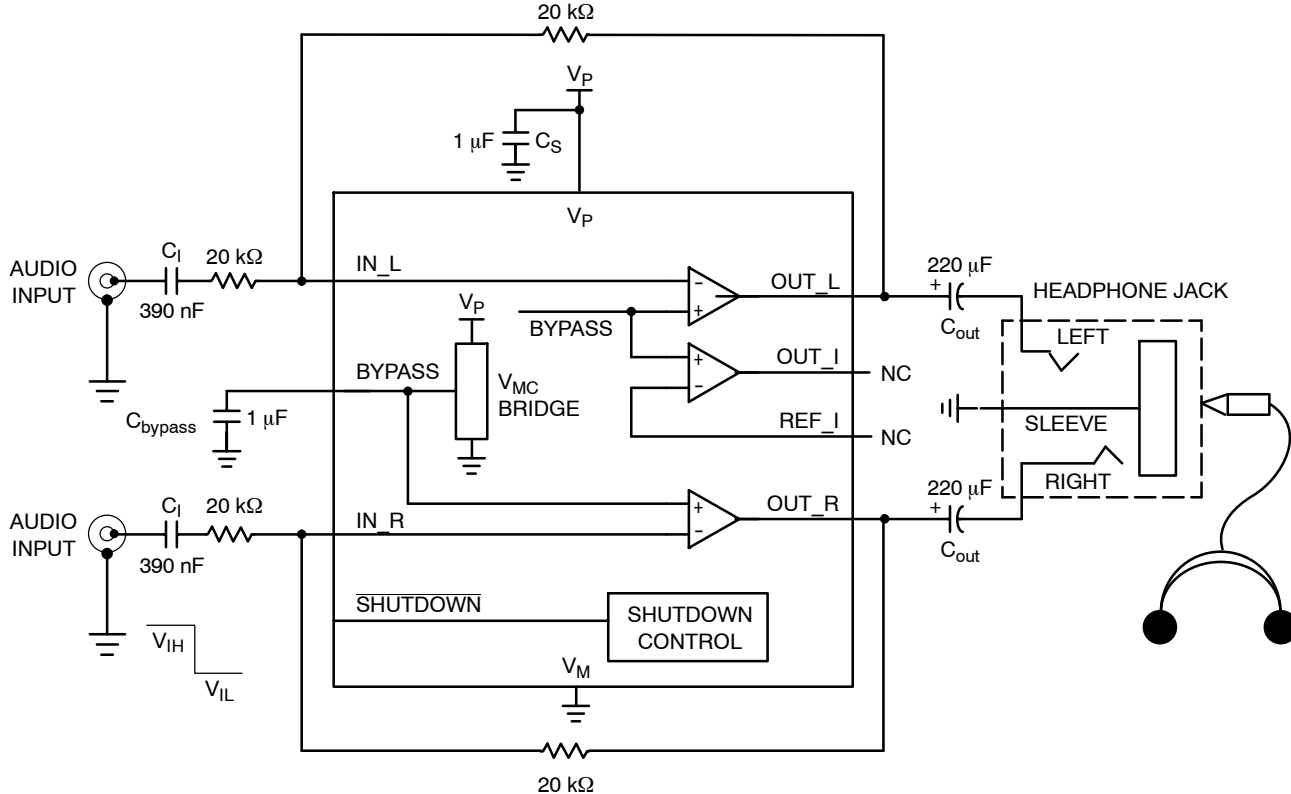 20 kΩ
V_P
1 μF
C_S
V_P
C_I
20 kΩ
AUDIO
INPUT
390 nF
IN_L
OUT_L
220 μF
+
C_out
HEADPHONE JACK
LEFT
−
+
BYPASS
V_P
+
−
OUT_I
NC
BYPASS
V_MC
BRIDGE
C_bypass
1 μF
REF_I
NC
SLEEVE
RIGHT
C_I
20 kΩ
AUDIO
INPUT
390 nF
IN_R
+
−
OUT_R
220 μF
+
C_out
SHUTDOWN
SHUTDOWN
CONTROL
V_IH
V_IL
V_M
20 kΩ